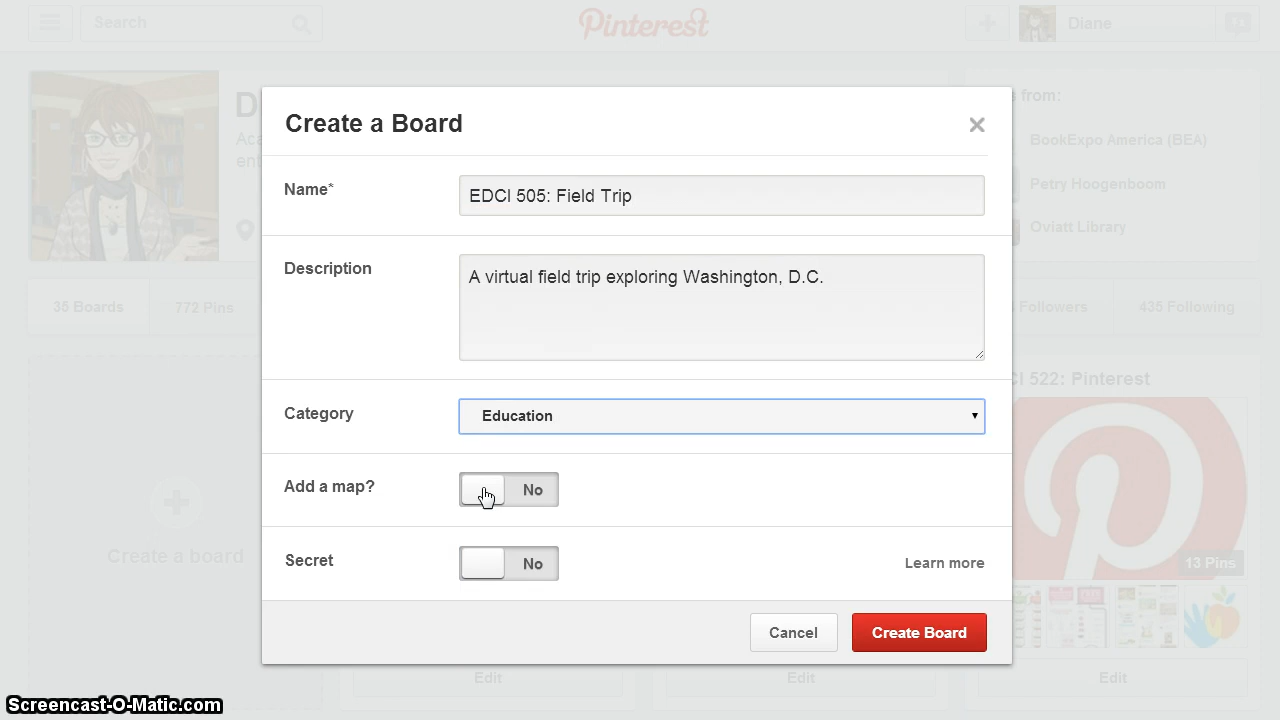 Search
Pinterest
Diane
Create a Board
from:
Name*
EDCI 505: Field Trip
BookExpo America (BEA)
Petry Hoogenboom
Oviatt Library
Description
A virtual field trip exploring Washington, D.C.
35 Boards
772 Pins
Followers
435 Following
522: Pinterest
Category
Education
Add a map?
No
Create a board
Secret
No
Learn more
13 Pins
Cancel
Create Board
Edit
Edit
Edit
Screencast-O-Matic.com